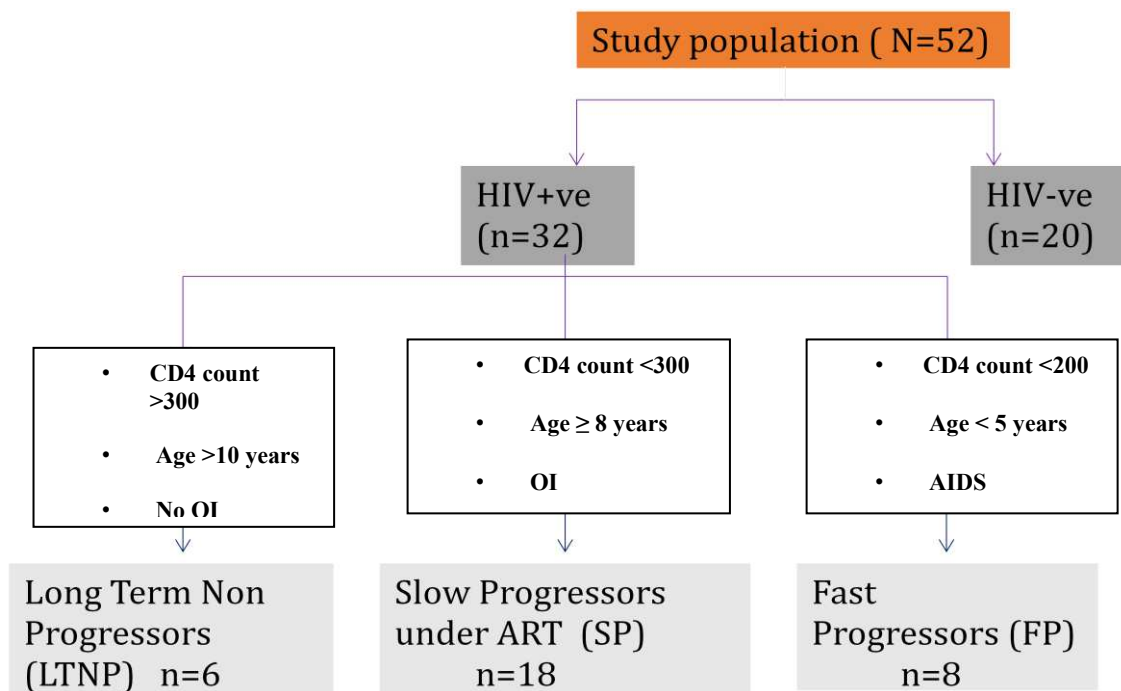 Study population ( N=52)
HIV+ve
(n=32)
HIV-ve
(n=20)
• CD4 count
>300
• Age >10 years
• No OI
• CD4 count <300
• Age ≥ 8 years
• OI
• CD4 count <200
• Age < 5 years
• AIDS
Long Term Non
Progressors
(LTNP) n=6
Slow Progressors
under ART (SP)
n=18
Fast
Progressors (FP)
n=8